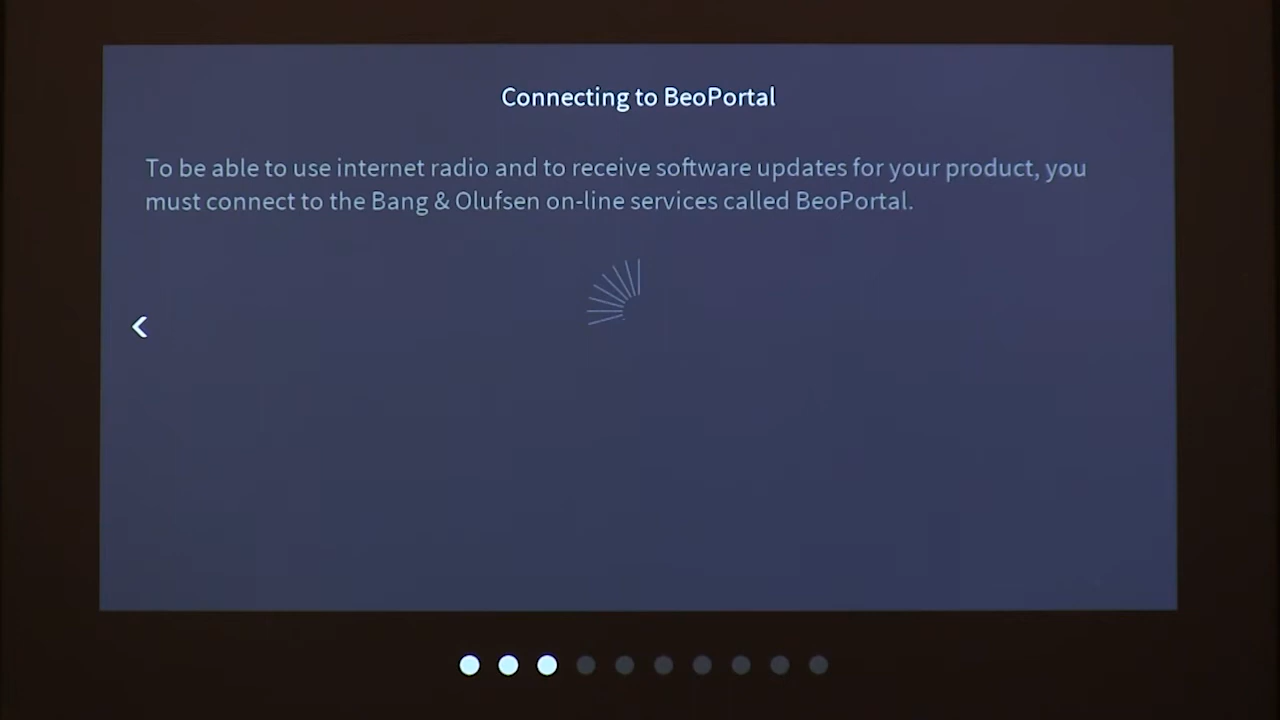 Connecting to BeoPortal
To be able to use internet radio and to receive software updates for your product, you
must connect to the Bang & Olufsen on-line services called BeoPortal.